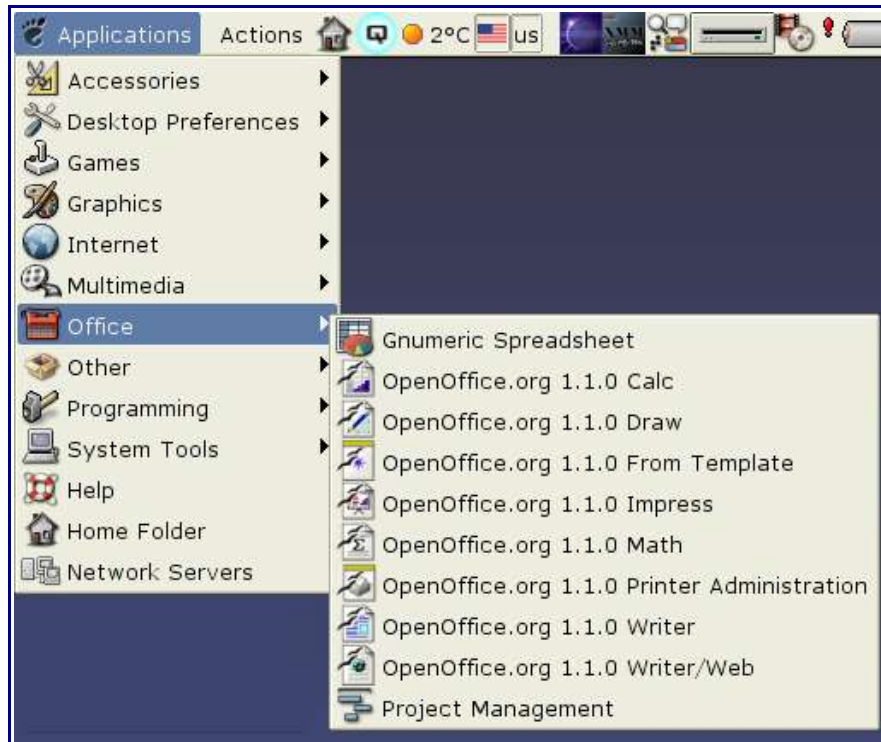 Applications Actions 2°C us
Accessories
Desktop Preferences
Games
Graphics
Internet
Multimedia
Office
Other
Programming
System Tools
Help
Home Folder
Network Servers
Gnumeric Spreadsheet
OpenOffice.org 1.1.0 Calc
OpenOffice.org 1.1.0 Draw
OpenOffice.org 1.1.0 From Template
OpenOffice.org 1.1.0 Impress
OpenOffice.org 1.1.0 Math
OpenOffice.org 1.1.0 Printer Administration
OpenOffice.org 1.1.0 Writer
OpenOffice.org 1.1.0 Writer/Web
Project Management